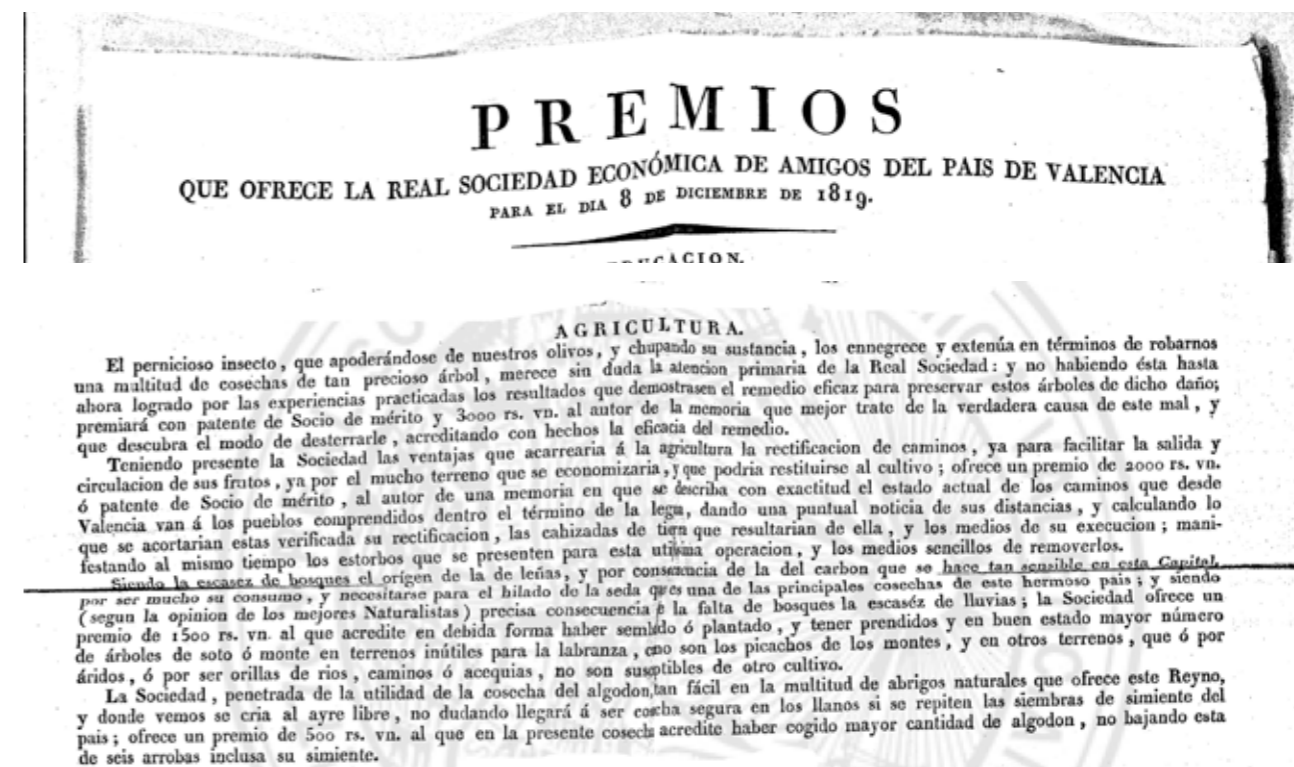 PREMIOS
QUE OFRECE LA REAL SOCIEDAD ECONÓMICA DE AMIGOS DEL PAIS DE VALENCIA
PARA EL DIA 8 DE DICIEMBRE DE 1819.
EDUCACION.
AGRICULTURA.
El pernicioso insecto, que apoderándose de nuestros olivos, y chupando su sustancia, los ennegrece y extenúa en términos de robarnos
una multitud de cosechas de tan precioso árbol, merece sin duda la atencion primaria de la Real Sociedad: y no habiendo ésta hasta
ahora logrado por las experiencias practicadas los resultados que demostrasen el remedio eficaz para preservar estos árboles de dicho daño;
premiará con patente de Socio de mérito y 3000 rs. vn. al autor de la memoria que mejor trate de la verdadera causa de este mal, y
que descubra el modo de desterrarle, acreditando con hechos la eficacia del remedio.
Teniendo presente la Sociedad las ventajas que acarrearia á la agricultura la rectificacion de caminos, ya para facilitar la salida y
circulacion de sus frutos, ya por el mucho terreno que se economizaria, y que podria restituirse al cultivo; ofrece un premio de 2000 rs. vn.
ó patente de Socio de mérito, al autor de una memoria en que se describa con exactitud el estado actual de los caminos que desde
Valencia van á los pueblos comprendidos dentro el término de la legua, dando una puntual noticia de sus distancias, y calculando lo
que se acortarian estas verificada su rectificacion, las cahizadas de tierra que resultarian de ella, y los medios de su execucion; mani-
festando al mismo tiempo los estorbos que se presenten para esta utilísima operacion, y los medios sencillos de removerlos.
Siendo la escasez de bosques el orígen de la de leñas, y por consecuencia de la del carbon que se hace tan sensible en esta Capital,
por ser mucho su consumo, y necesitarse para el hilado de la seda que es una de las principales cosechas de este hermoso pais; y siendo
(segun la opinion de los mejores Naturalistas) precisa consecuencia de la falta de bosques la escaséz de lluvias; la Sociedad ofrece un
premio de 1500 rs. vn. al que acredite en debida forma haber sembrado ó plantado, y tener prendidos y en buen estado mayor número
de árboles de soto ó monte en terrenos inútiles para la labranza, como son los picachos de los montes, y en otros terrenos, que ó por
áridos, ó por ser orillas de rios, caminos ó acequias, no son susceptibles de otro cultivo.
La Sociedad, penetrada de la utilidad de la cosecha del algodon, tan fácil en la multitud de abrigos naturales que ofrece este Reyno,
y donde vemos se cria al ayre libre, no dudando llegará á ser cosecha segura en los llanos si se repiten las siembras de simiente del
pais; ofrece un premio de 500 rs. vn. al que en la presente cosecha acredite haber cogido mayor cantidad de algodon, no bajando esta
de seis arrobas inclusa su simiente.